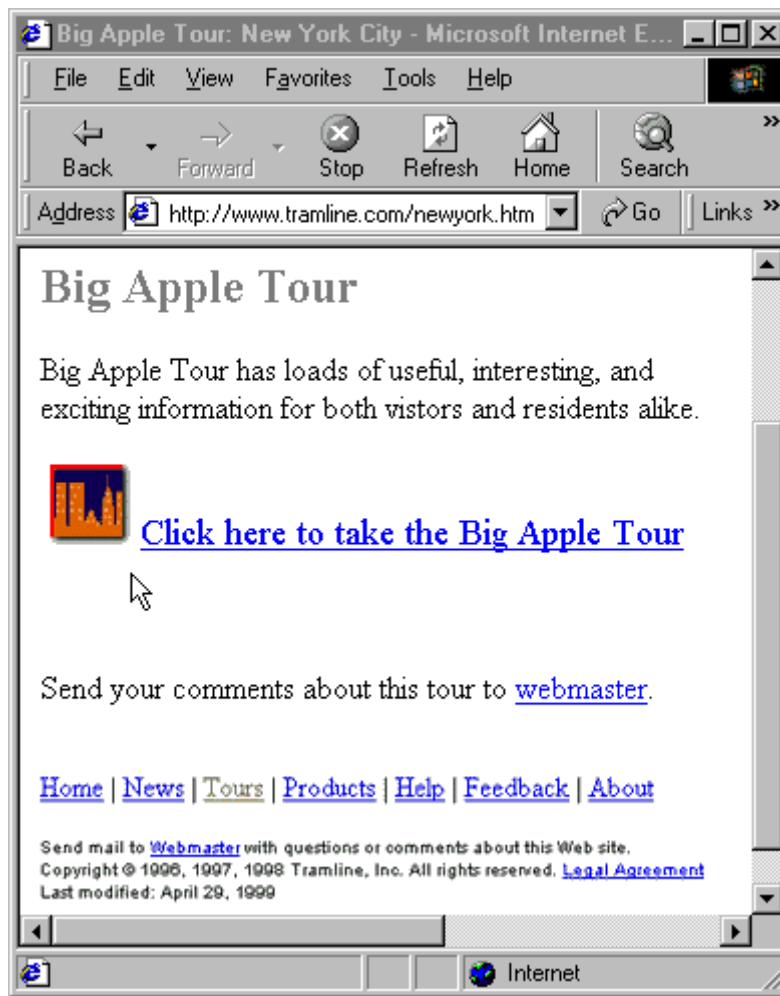 Big Apple Tour: New York City - Microsoft Internet E...
File Edit View Favorites Tools Help
Back Forward Stop Refresh Home Search »
Address http://www.tramline.com/newyork.htm Go Links »
Big Apple Tour
Big Apple Tour has loads of useful, interesting, and
exciting information for both vistors and residents alike.
Click here to take the Big Apple Tour
Send your comments about this tour to webmaster.
Home | News | Tours | Products | Help | Feedback | About
Send mail to Webmaster with questions or comments about this Web site.
Copyright © 1996, 1997, 1998 Tramline, Inc. All rights reserved. Legal Agreement
Last modified: April 29, 1999
Internet